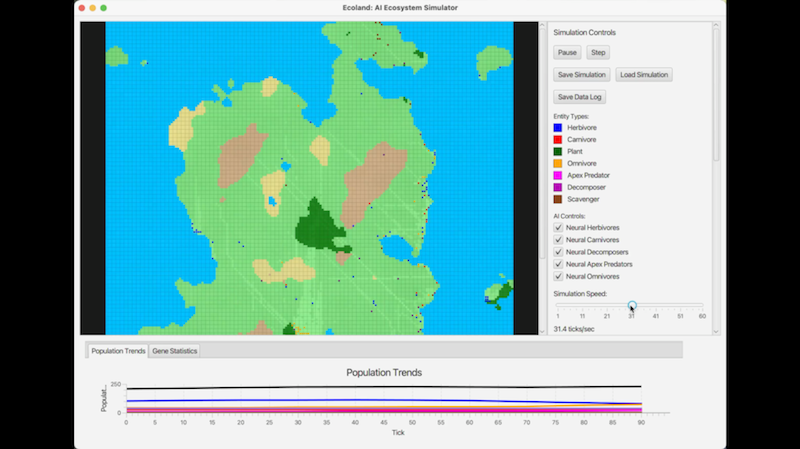 Ecoland: AI Ecosystem Simulator
Simulation Controls
Pause Step
Save Simulation Load Simulation
Save Data Log
Entity Types:
Herbivore
Carnivore
Plant
Omnivore
Apex Predator
Decomposer
Scavenger
AI Controls:
Neural Herbivores
Neural Carnivores
Neural Decomposers
Neural Apex Predators
Neural Omnivores
Simulation Speed:
1 11 21 31 41 51 60
31.4 ticks/sec
Population Trends Gene Statistics
Population Trends
Populat...
250
0
0 5 10 15 20 25 30 35 40 45 50 55 60 65 70 75 80 85 90
Tick